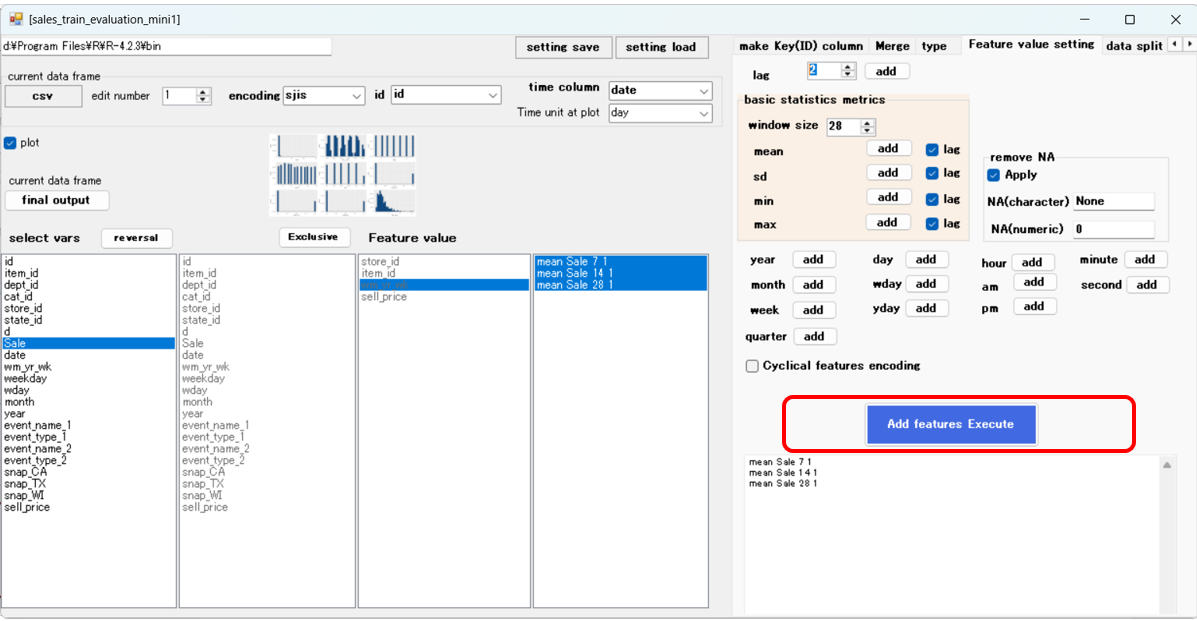 [sales_train_evaluation_mini1]
d:¥Program Files¥R¥R-4.2.3¥bin
setting save
setting load
current data frame
csv
edit number 1
encoding sjis
id id
time column date
Time unit at plot day
plot
current data frame
final output
select vars
reversal
Exclusive
Feature value
id
item_id
dept_id
cat_id
store_id
state_id
d
Sale
date
wm_yr_wk
weekday
wday
month
year
event_name_1
event_type_1
event_name_2
event_type_2
snap_CA
snap_TX
snap_WI
sell_price
id
item_id
dept_id
cat_id
store_id
state_id
d
Sale
date
wm_yr_wk
weekday
wday
month
year
event_name_1
event_type_1
event_name_2
event_type_2
snap_CA
snap_TX
snap_WI
sell_price
store_id
item_id
wm_yr_wk
sell_price
mean Sale 7 1
mean Sale 14 1
mean Sale 28 1
make Key(ID) column
Merge
type
Feature value setting
data split
lag 2 add
basic statistics metrics
window size 28
mean add lag
sd add lag
min add lag
max add lag
remove NA
Apply
NA(character) None
NA(numeric) 0
year add day add hour add minute add
month add wday add am add second add
week add yday add pm add
quarter add
Cyclical features encoding
Add features Execute
mean Sale 7 1
mean Sale 14 1
mean Sale 28 1